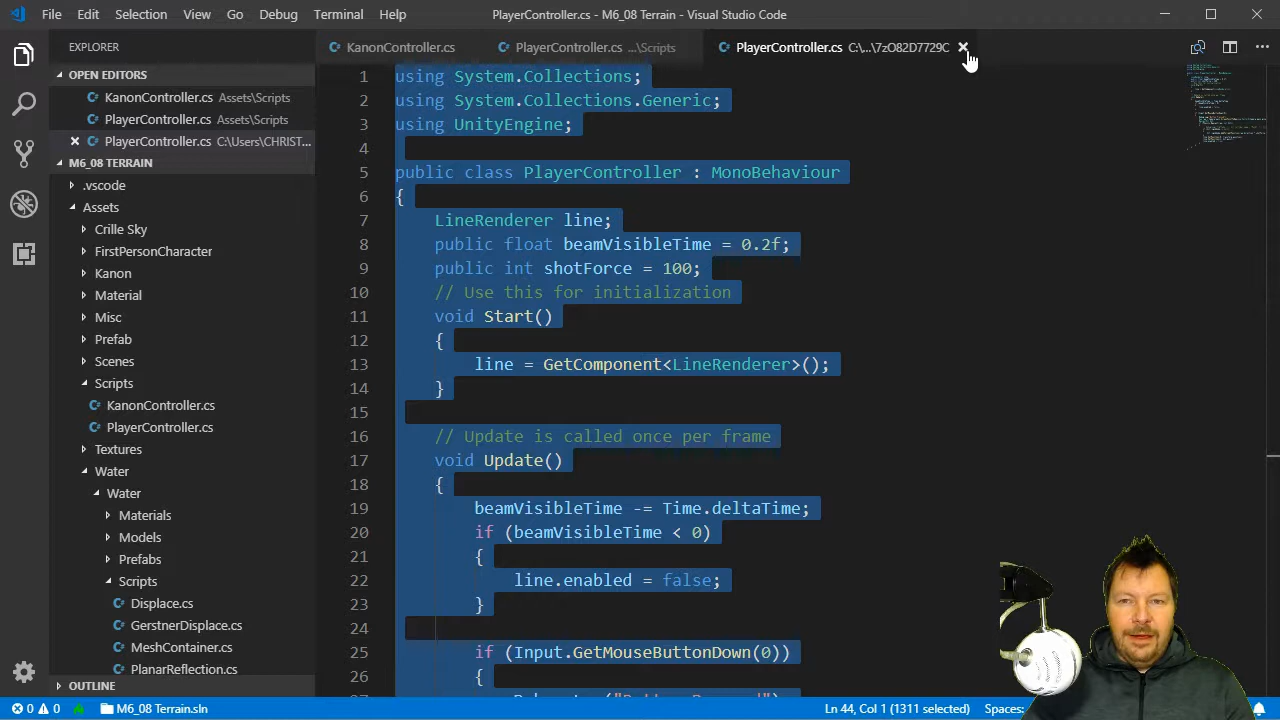 File Edit Selection View Go Debug Terminal Help PlayerController.cs - M6_08 Terrain - Visual Studio Code
EXPLORER
KanonController.cs PlayerController.cs ...\Scripts PlayerController.cs C:\...\7zO82D7729C
OPEN EDITORS
KanonController.cs Assets\Scripts
PlayerController.cs Assets\Scripts
PlayerController.cs C:\Users\CHRIST...
M6_08 TERRAIN
.vscode
Assets
Crille Sky
FirstPersonCharacter
Kanon
Material
Misc
Prefab
Scenes
Scripts
KanonController.cs
PlayerController.cs
Textures
Water
Water
Materials
Models
Prefabs
Scripts
Displace.cs
GerstnerDisplace.cs
MeshContainer.cs
PlanarReflection.cs
OUTLINE
1 using System.Collections;
2 using System.Collections.Generic;
3 using UnityEngine;
4
5 public class PlayerController : MonoBehaviour
6 {
7 LineRenderer line;
8 public float beamVisibleTime = 0.2f;
9 public int shotForce = 100;
10 // Use this for initialization
11 void Start()
12 {
13 line = GetComponent<LineRenderer>();
14 }
15
16 // Update is called once per frame
17 void Update()
18 {
19 beamVisibleTime -= Time.deltaTime;
20 if (beamVisibleTime < 0)
21 {
22 line.enabled = false;
23 }
24
25 if (Input.GetMouseButtonDown(0))
26 {
0 0 M6_08 Terrain.sln Ln 44, Col 1 (1311 selected) Spaces: